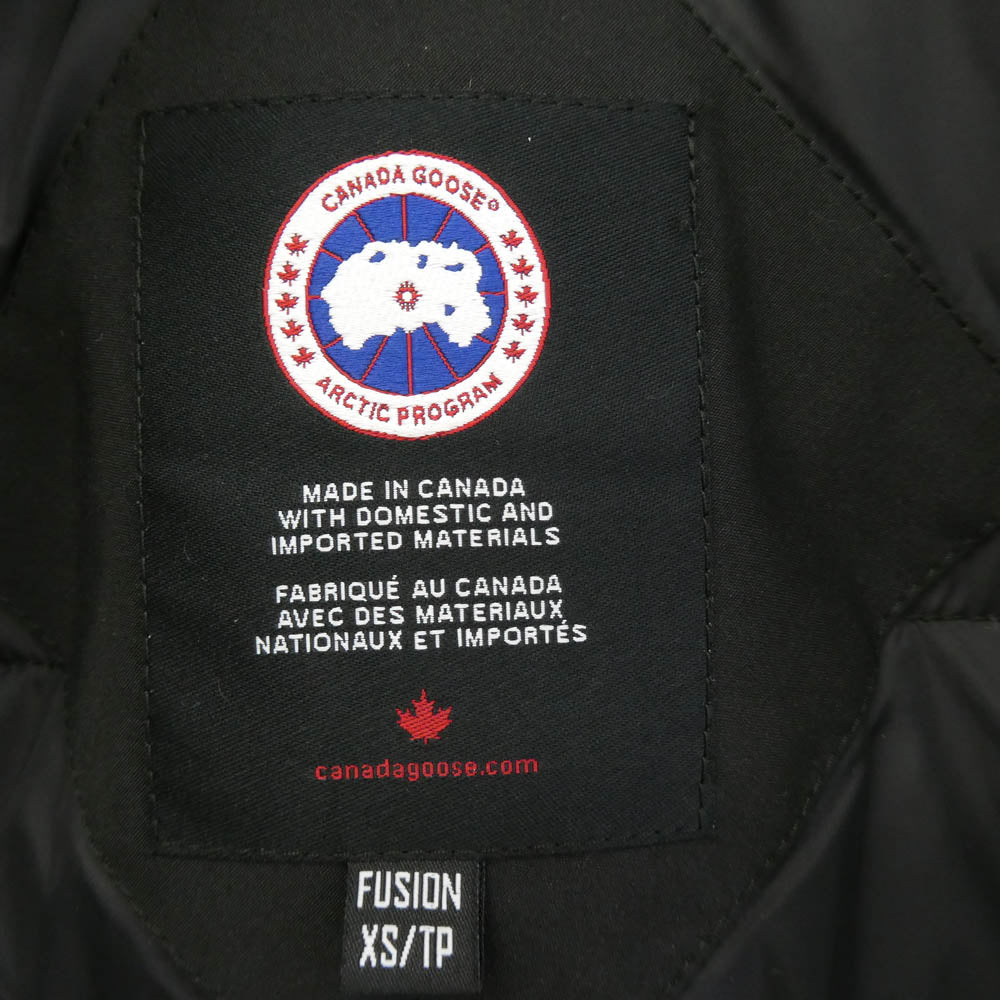 CANADA GOOSE®
ARCTIC PROGRAM
MADE IN CANADA
WITH DOMESTIC AND
IMPORTED MATERIALS
FABRIQUÉ AU CANADA
AVEC DES MATERIAUX
NATIONAUX ET IMPORTÉS
canadagoose.com
FUSION
XS/TP